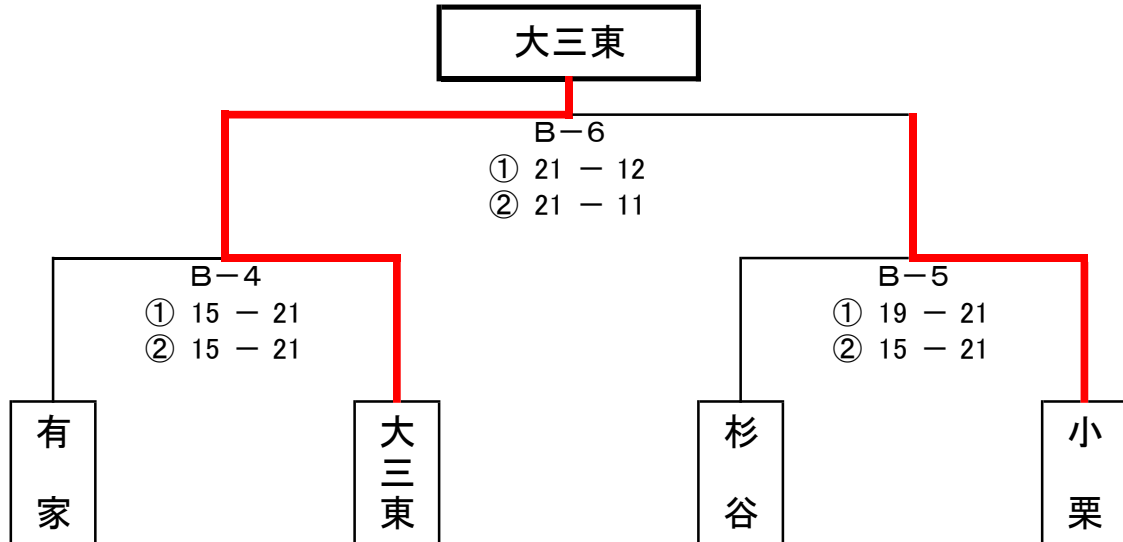 大三東
B－6
① 21 － 12
② 21 － 11
B－4
① 15 － 21
② 15 － 21
B－5
① 19 － 21
② 15 － 21
有家
大三東
杉谷
小栗